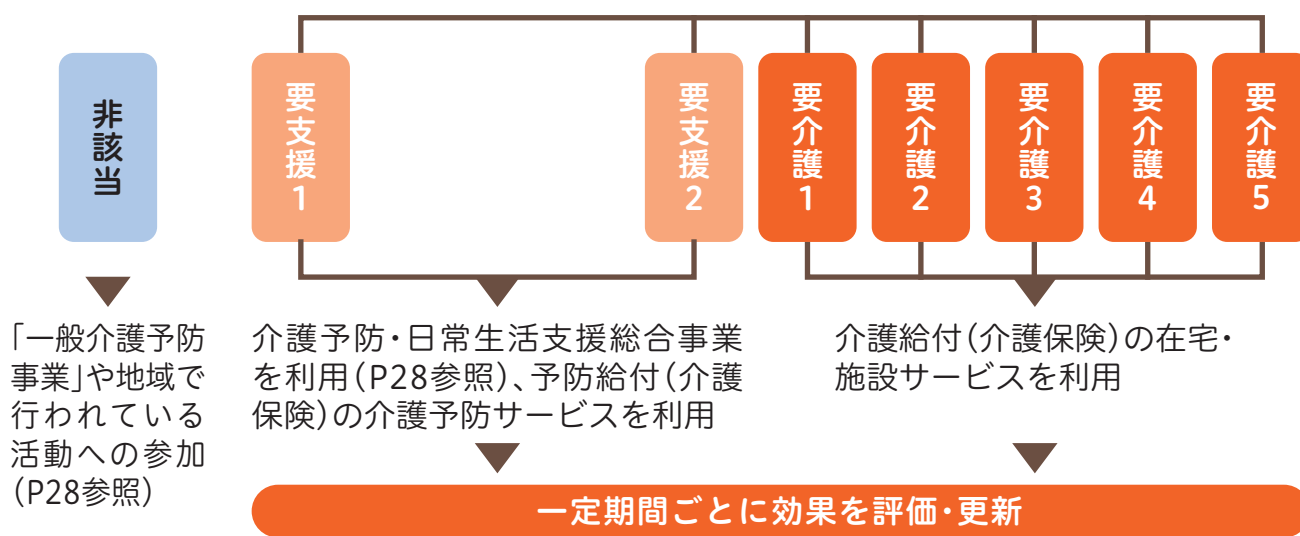 非該当
要支援1
要支援2
要介護1
要介護2
要介護3
要介護4
要介護5
「一般介護予防
事業」や地域で
行われている
活動への参加
(P28参照)
介護予防・日常生活支援総合事業
を利用(P28参照)、予防給付(介護
保険)の介護予防サービスを利用
介護給付(介護保険)の在宅・
施設サービスを利用
一定期間ごとに効果を評価・更新